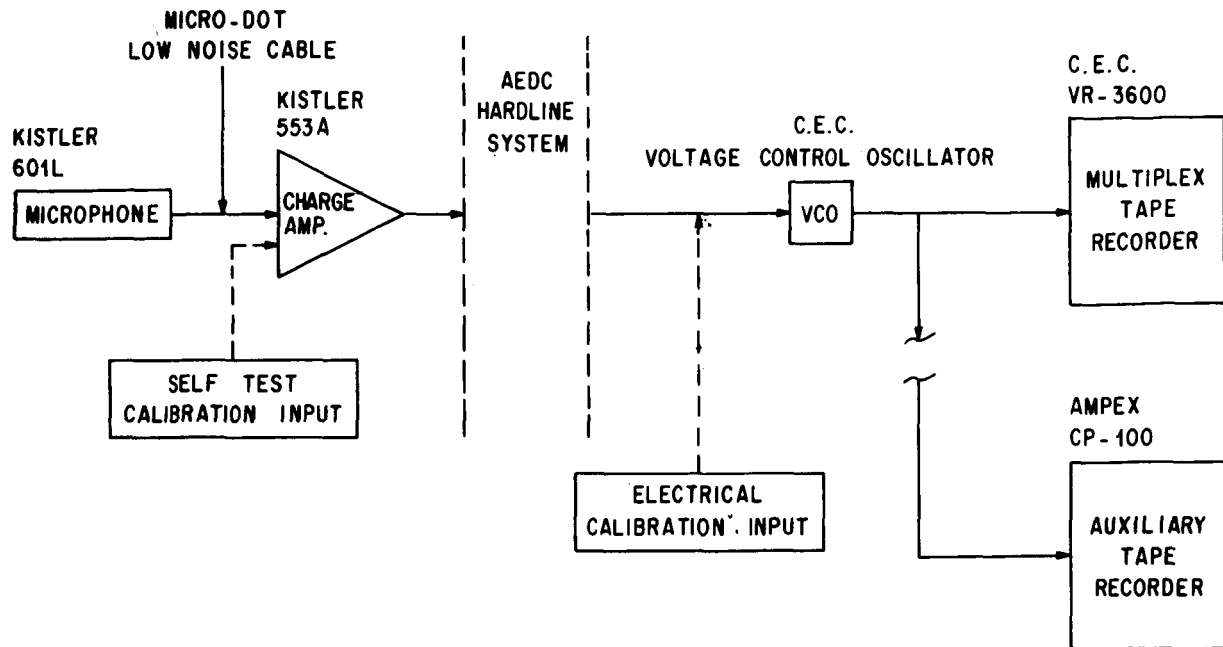 MICRO-DOT
LOW NOISE CABLE
KISTLER
601L
MICROPHONE
KISTLER
553A
CHARGE
AMP.
SELF TEST
CALIBRATION INPUT
AEDC
HARDLINE
SYSTEM
C.E.C.
VOLTAGE CONTROL OSCILLATOR
VCO
ELECTRICAL
CALIBRATION INPUT
C.E.C.
VR-3600
MULTIPLEX
TAPE
RECORDER
AMPEX
CP-100
AUXILIARY
TAPE
RECORDER